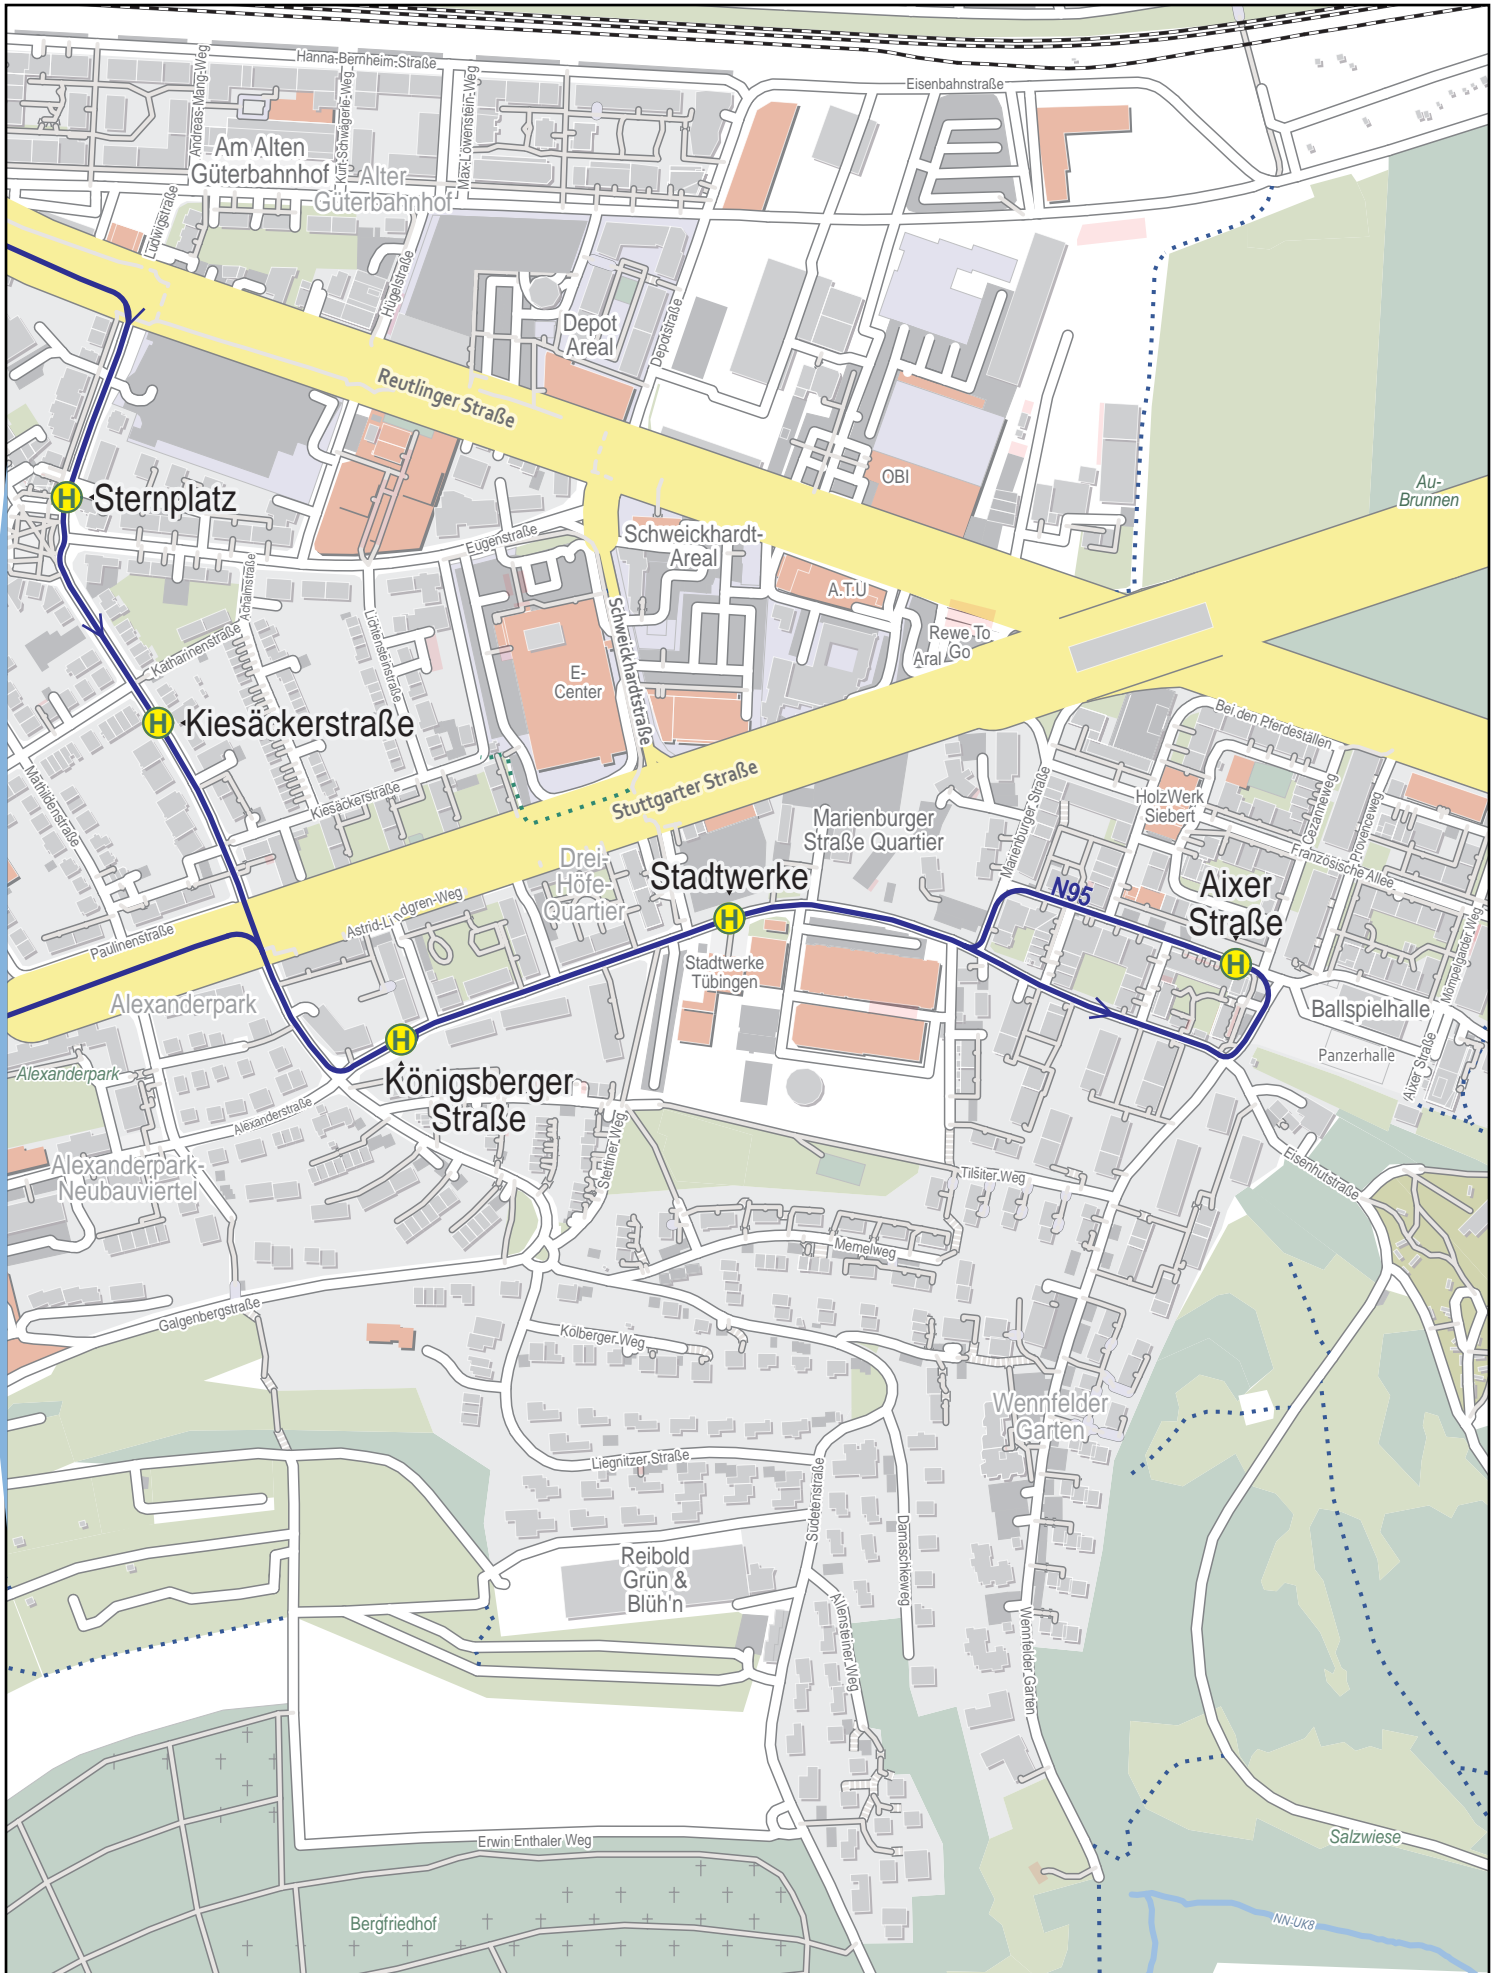 Hanna-Bernheim-Straße
Eisenbahnstraße
Andreas-Mang-Weg
Kurt-Schwägerle-Weg
Max-Löwenstein-Weg
Am Alten
Güterbahnhof
Alter
Güterbahnhof
Ludwigstraße
Hügelstraße
Depotstraße
Depot
Areal
Reutlinger Straße
OBI
Au-
Brunnen
H
Sternplatz
Eugenstraße
Schweickhardt-
Areal
A.T.U
Achalmstraße
Katharinenstraße
Lichtensteinstraße
Schweickhardtstraße
Rewe To
Go
Aral
E-
Center
H
Kiesäckerstraße
Bei den Pferdeställen
Mathildenstraße
Kiesäckerstraße
Stuttgarter Straße
Marienburger Straße
HolzWerk
Siebert
Cezanneweg
Provenceweg
Marienburger
Straße Quartier
Französische Allee
Drei-
Höfe-
Quartier
Stadtwerke
H
N95
Aixer
Straße
H
Astrid-Lindgren-Weg
Paulinenstraße
Stadtwerke
Tübingen
Mömpelgarder Weg
Alexanderpark
Ballspielhalle
H
Panzerhalle
Alexanderpark
Königsberger
Straße
Aixer Straße
Alexanderstraße
Stettiner Weg
Eisenhutstraße
Alexanderpark-
Neubauviertel
Tilsiter Weg
Memelweg
Galgenbergstraße
Kolberger Weg
Wennfelder
Garten
Liegnitzer Straße
Sudetenstraße
Damaschkeweg
Reibold
Grün &
Blüh'n
Allensteiner Weg
Wennfelder Garten
Erwin Enthaler Weg
Salzwiese
Bergfriedhof
NN-UK8